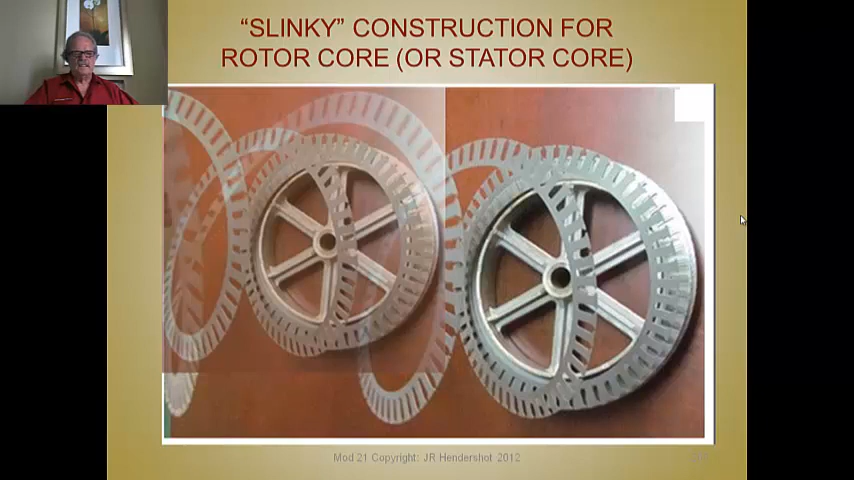 “SLINKY” CONSTRUCTION FOR
ROTOR CORE (OR STATOR CORE)
Mod 21 Copyright: JR Hendershot 2012